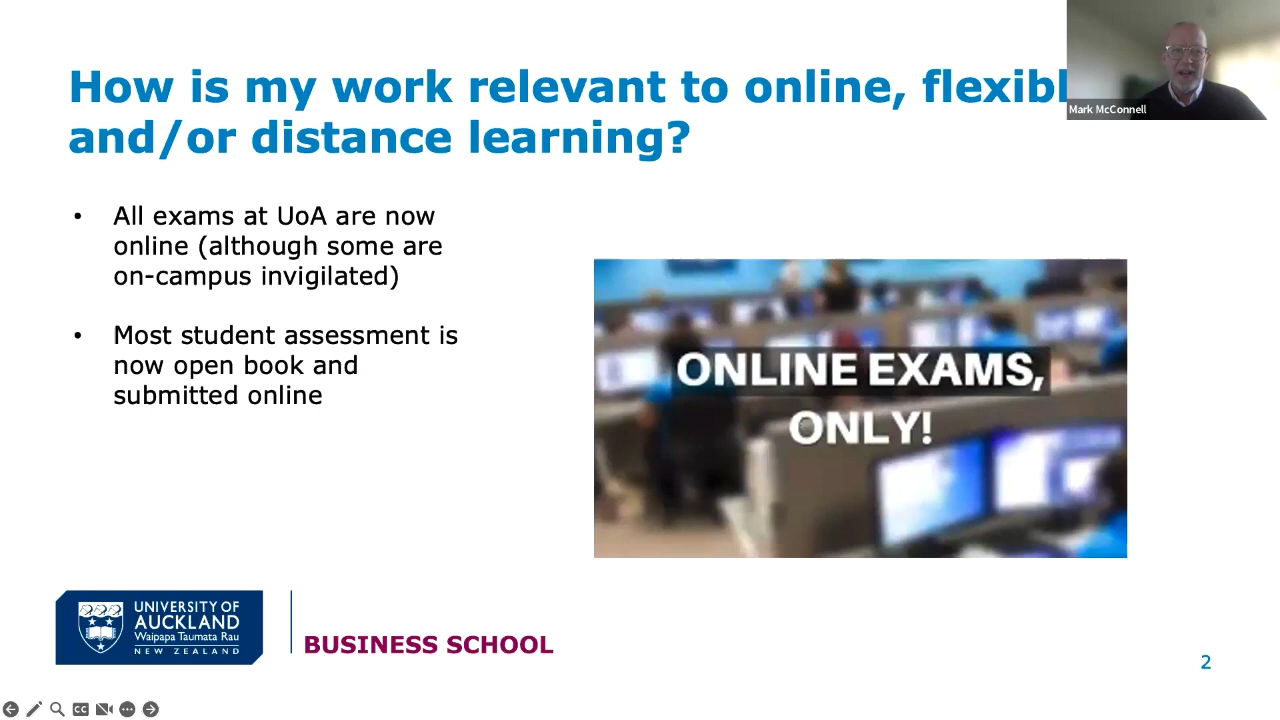 How is my work relevant to online, flexibl
and/or distance learning?
Mark McConnell
• All exams at UoA are now
online (although some are
on-campus invigilated)
• Most student assessment is
now open book and
submitted online
ONLINE EXAMS,
ONLY!
UNIVERSITY OF
AUCKLAND
Waipapa Taumata Rau
NEW ZEALAND
BUSINESS SCHOOL
2
CC